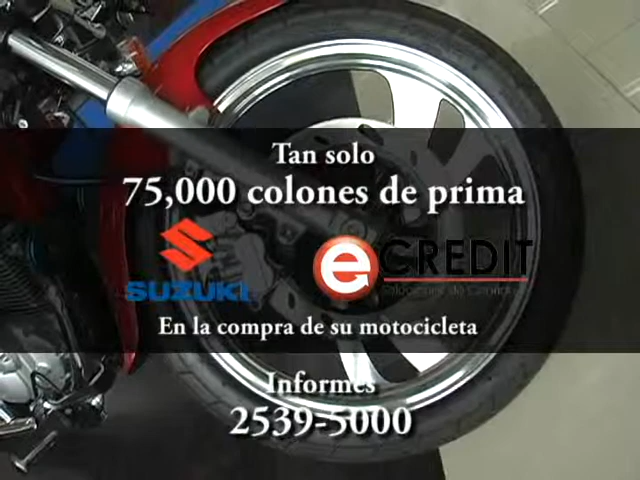 Tan solo
75,000 colones de prima
SUZUKI
e CREDIT
En la compra de su motocicleta
Informes
2539-5000